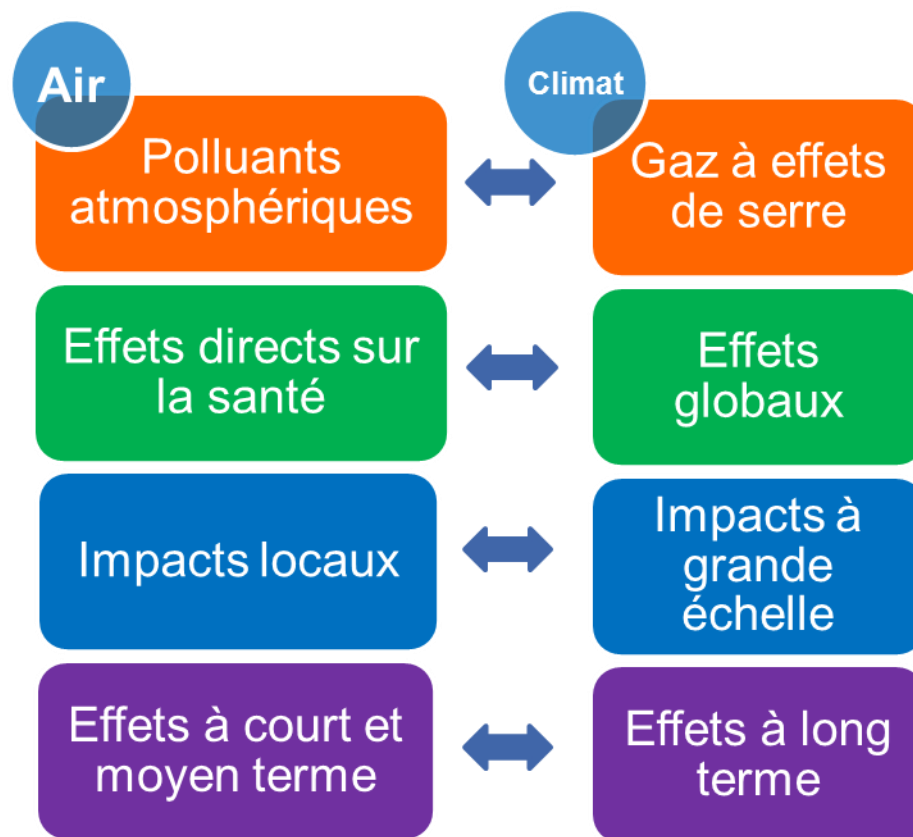 Air
Climat
Polluants
atmosphériques
Gaz à effets
de serre
Effets directs sur
la santé
Effets
globaux
Impacts locaux
Impacts à
grande
échelle
Effets à court et
moyen terme
Effets à long
terme